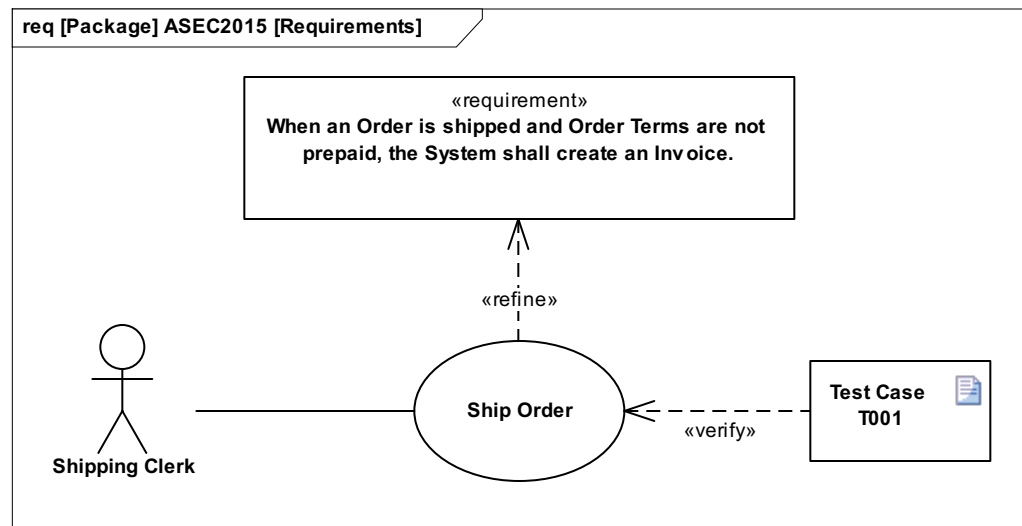 req [Package] ASEC2015 [Requirements]
«requirement»
When an Order is shipped and Order Terms are not
prepaid, the System shall create an Invoice.
«refine»
Ship Order
Test Case
T001
«verify»
Shipping Clerk